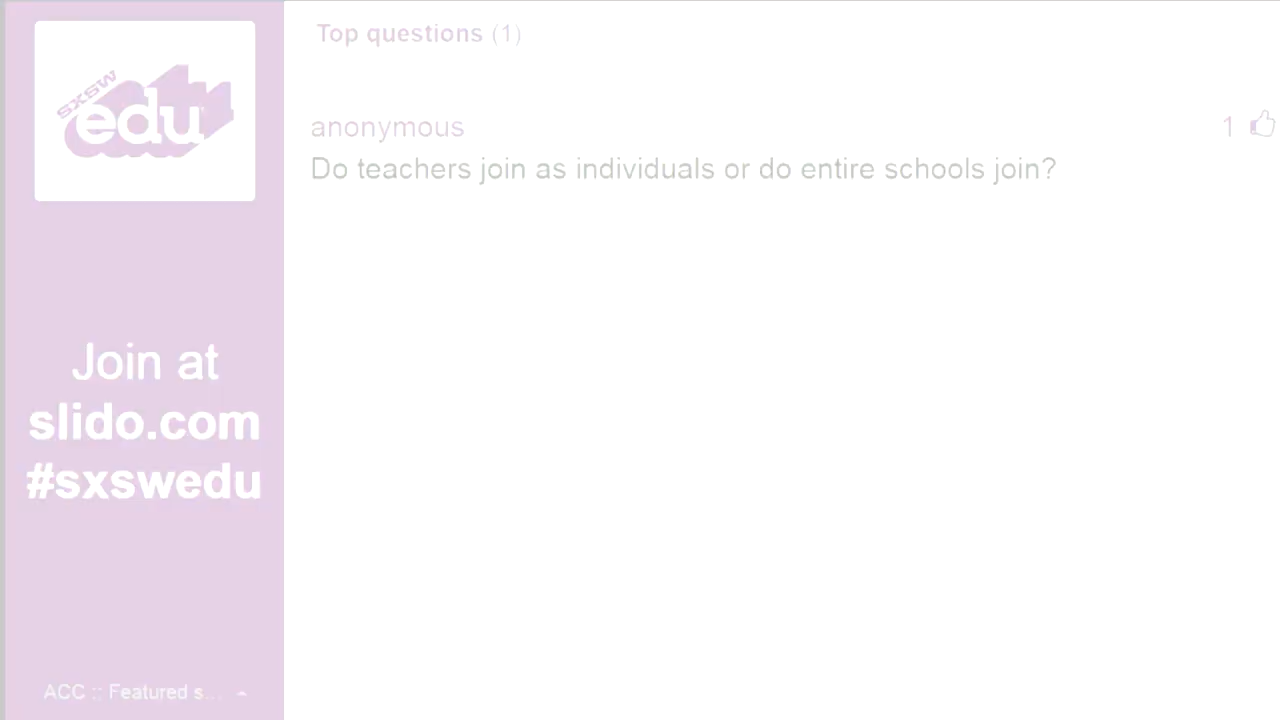 sxsw
edu
Join at
slido.com
#sxswedu
ACC :: Featured s...
Top questions (1)
anonymous
1
Do teachers join as individuals or do entire schools join?